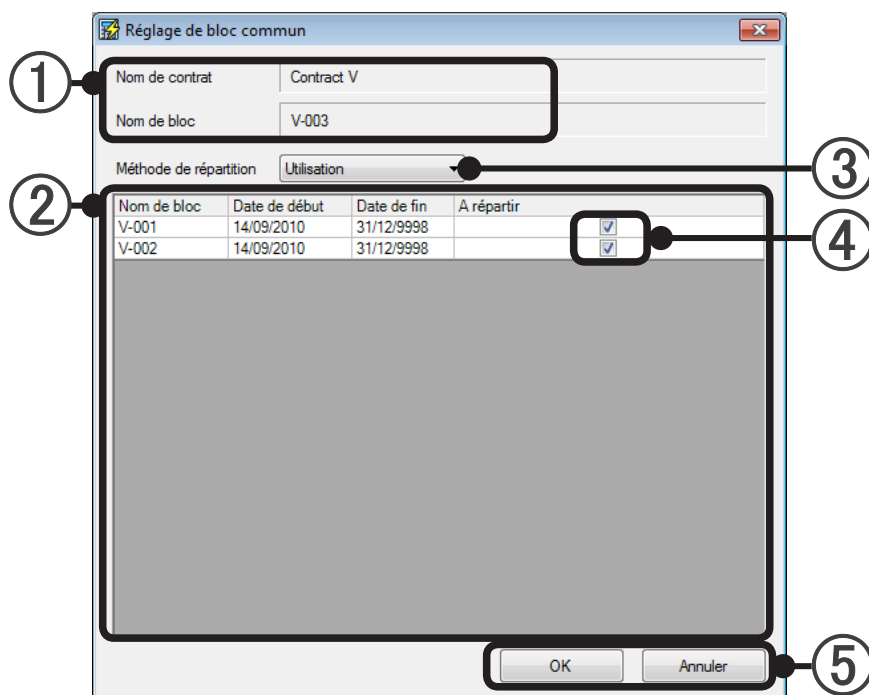 Réglage de bloc commun
① Nom de contrat Contract V
Nom de bloc V-003
Méthode de répartition Utilisation ③
② Nom de bloc Date de début Date de fin A répartir
V-001 14/09/2010 31/12/9998
V-002 14/09/2010 31/12/9998 ④
OK Annuler ⑤